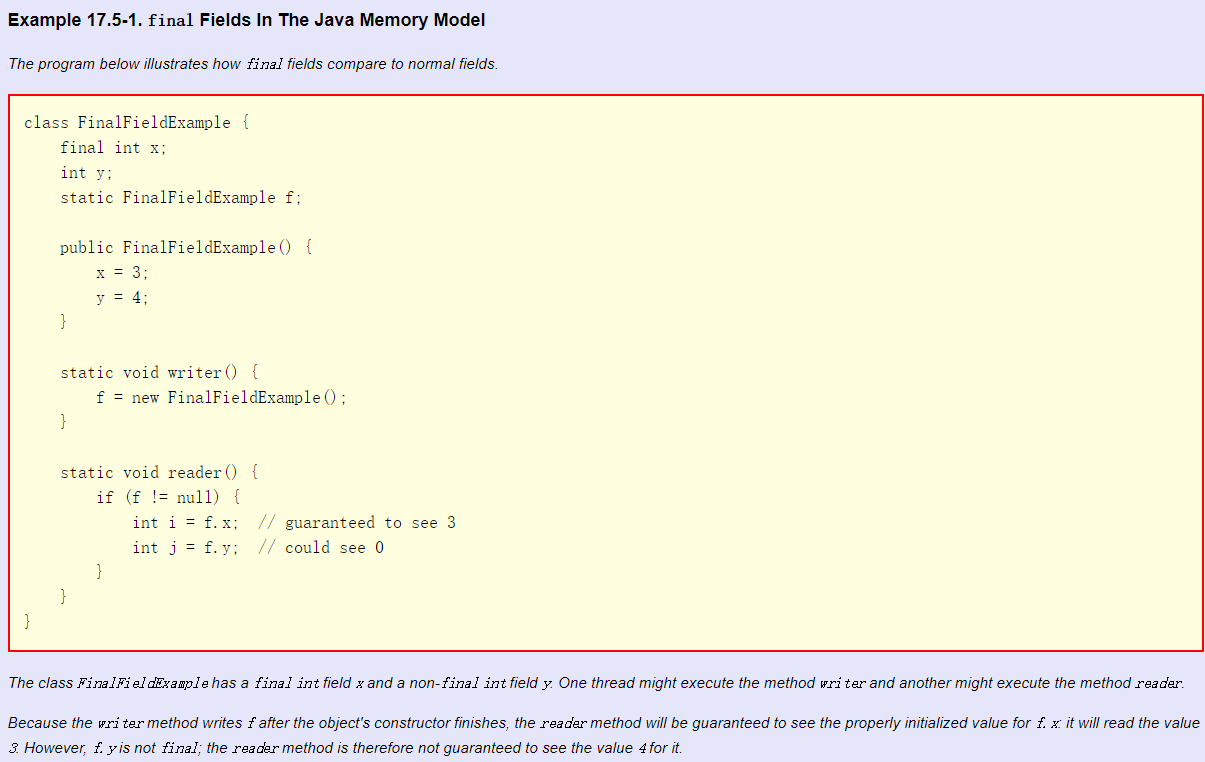 Example 17.5-1. final Fields In The Java Memory Model
The program below illustrates how final fields compare to normal fields.
class FinalFieldExample {
    final int x;
    int y;
    static FinalFieldExample f;

    public FinalFieldExample() {
        x = 3;
        y = 4;
    }

    static void writer() {
        f = new FinalFieldExample();
    }

    static void reader() {
        if (f != null) {
            int i = f.x;  // guaranteed to see 3
            int j = f.y;  // could see 0
        }
    }
}
The class FinalFieldExample has a final int field x and a non-final int field y. One thread might execute the method writer and another might execute the method reader.
Because the writer method writes f after the object's constructor finishes, the reader method will be guaranteed to see the properly initialized value for f.x: it will read the value
3. However, f.y is not final; the reader method is therefore not guaranteed to see the value 4 for it.